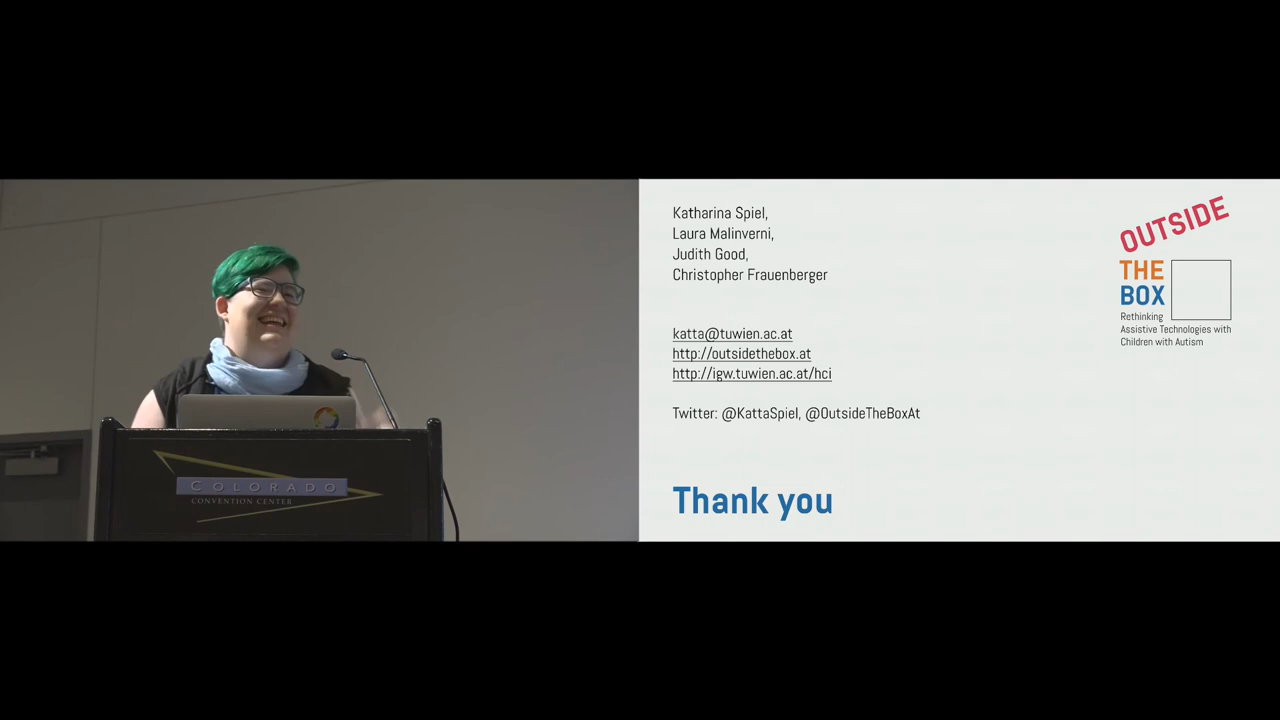 COLORADO
CONVENTION CENTER
Katharina Spiel,
Laura Malinverni,
Judith Good,
Christopher Frauenberger
katta@tuwien.ac.at
http://outsidethebox.at
http://igw.tuwien.ac.at/hci
Twitter: @KattaSpiel, @OutsideTheBoxAt
Thank you
OUTSIDE
THE
BOX
Rethinking
Assistive Technologies with
Children with Autism